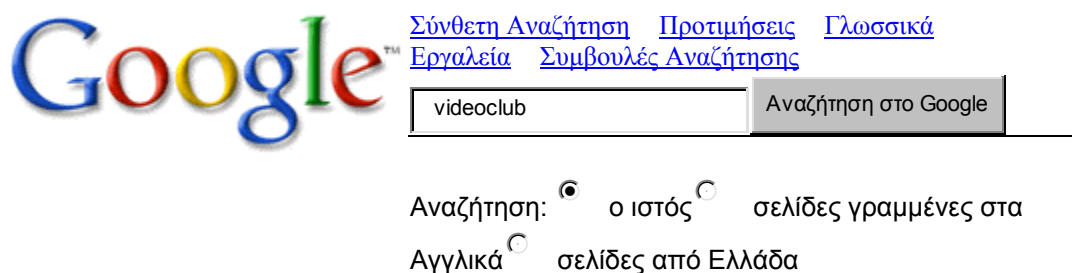 Google™
Σύνθετη Αναζήτηση Προτιμήσεις Γλωσσικά
Εργαλεία Συμβουλές Αναζήτησης
videoclub Αναζήτηση στο Google
Αναζήτηση: ο ιστός σελίδες γραμμένες στα
Αγγλικά σελίδες από Ελλάδα